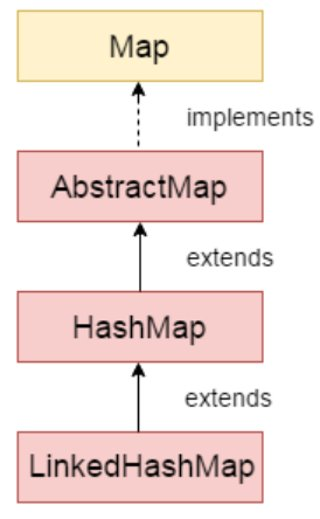 Map
implements
AbstractMap
extends
HashMap
extends
LinkedHashMap